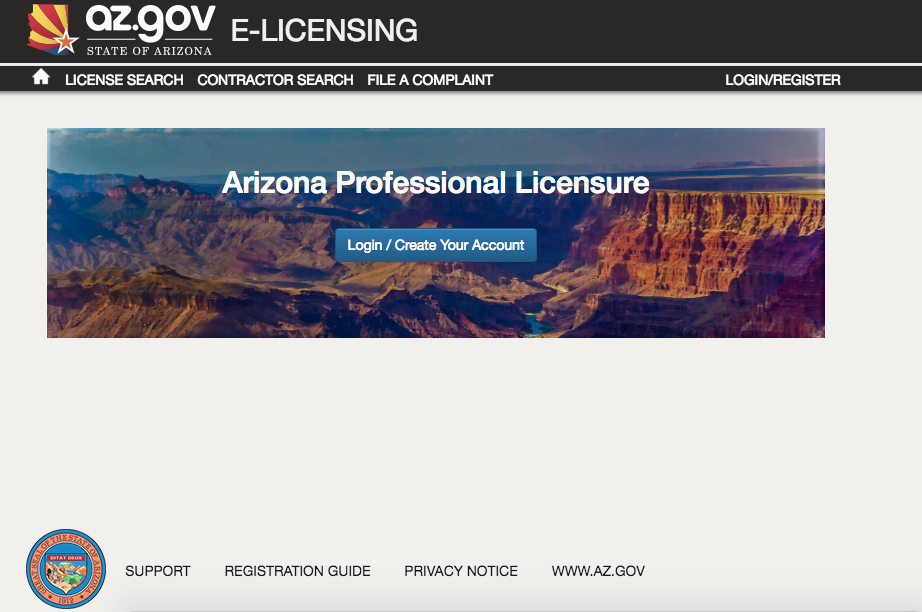 az.gov
STATE OF ARIZONA
E-LICENSING
LICENSE SEARCH CONTRACTOR SEARCH FILE A COMPLAINT LOGIN/REGISTER
Arizona Professional Licensure
Login / Create Your Account
GREAT SEAL OF THE STATE OF ARIZONA
DITAT DEUS
1912
SUPPORT REGISTRATION GUIDE PRIVACY NOTICE WWW.AZ.GOV